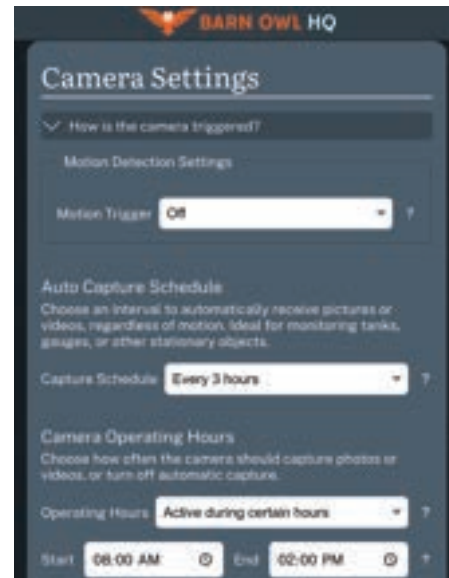 BARN OWL HQ
Camera Settings
How is the camera triggered?
Motion Detection Settings
Motion Trigger Off ?
Auto Capture Schedule
Choose an interval to automatically receive pictures or
videos, regardless of motion. Ideal for monitoring tanks,
gauges, or other stationary objects.
Capture Schedule Every 3 hours ?
Camera Operating Hours
Choose how often the camera should capture photos or
videos, or turn off automatic capture.
Operating Hours Active during certain hours ?
Start 08:00 AM End 02:00 PM ?